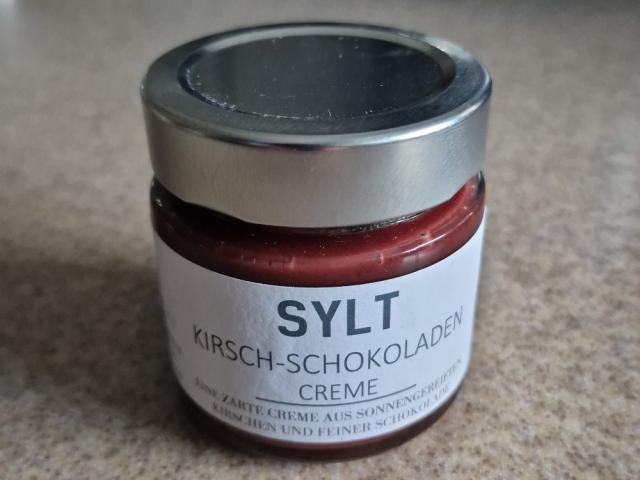 SYLT
KIRSCH-SCHOKOLADEN
CREME
EINE ZARTE CREME AUS SONNENGEREIFTEN
KIRSCHEN UND FEINER SCHOKOLADE